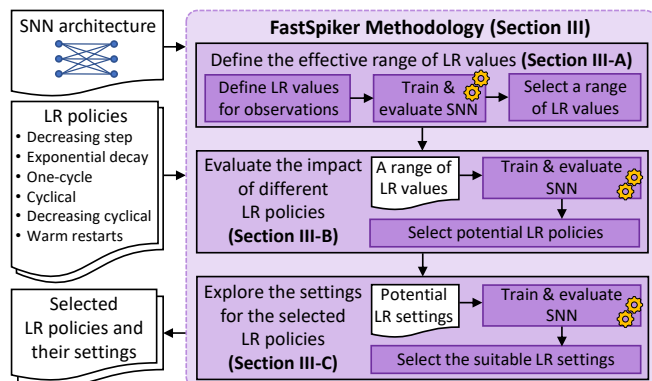 SNN architecture
LR policies
• Decreasing step
• Exponential decay
• One-cycle
• Cyclical
• Decreasing cyclical
• Warm restarts
Selected
LR policies and
their settings
FastSpiker Methodology (Section III)
Define the effective range of LR values (Section III-A)
Define LR values
for observations
Train &
evaluate SNN
Select a range
of LR values
Evaluate the impact
of different
LR policies
(Section III-B)
A range of
LR values
Train & evaluate
SNN
Select potential LR policies
Explore the settings
for the selected
LR policies
(Section III-C)
Potential
LR settings
Train & evaluate
SNN
Select the suitable LR settings